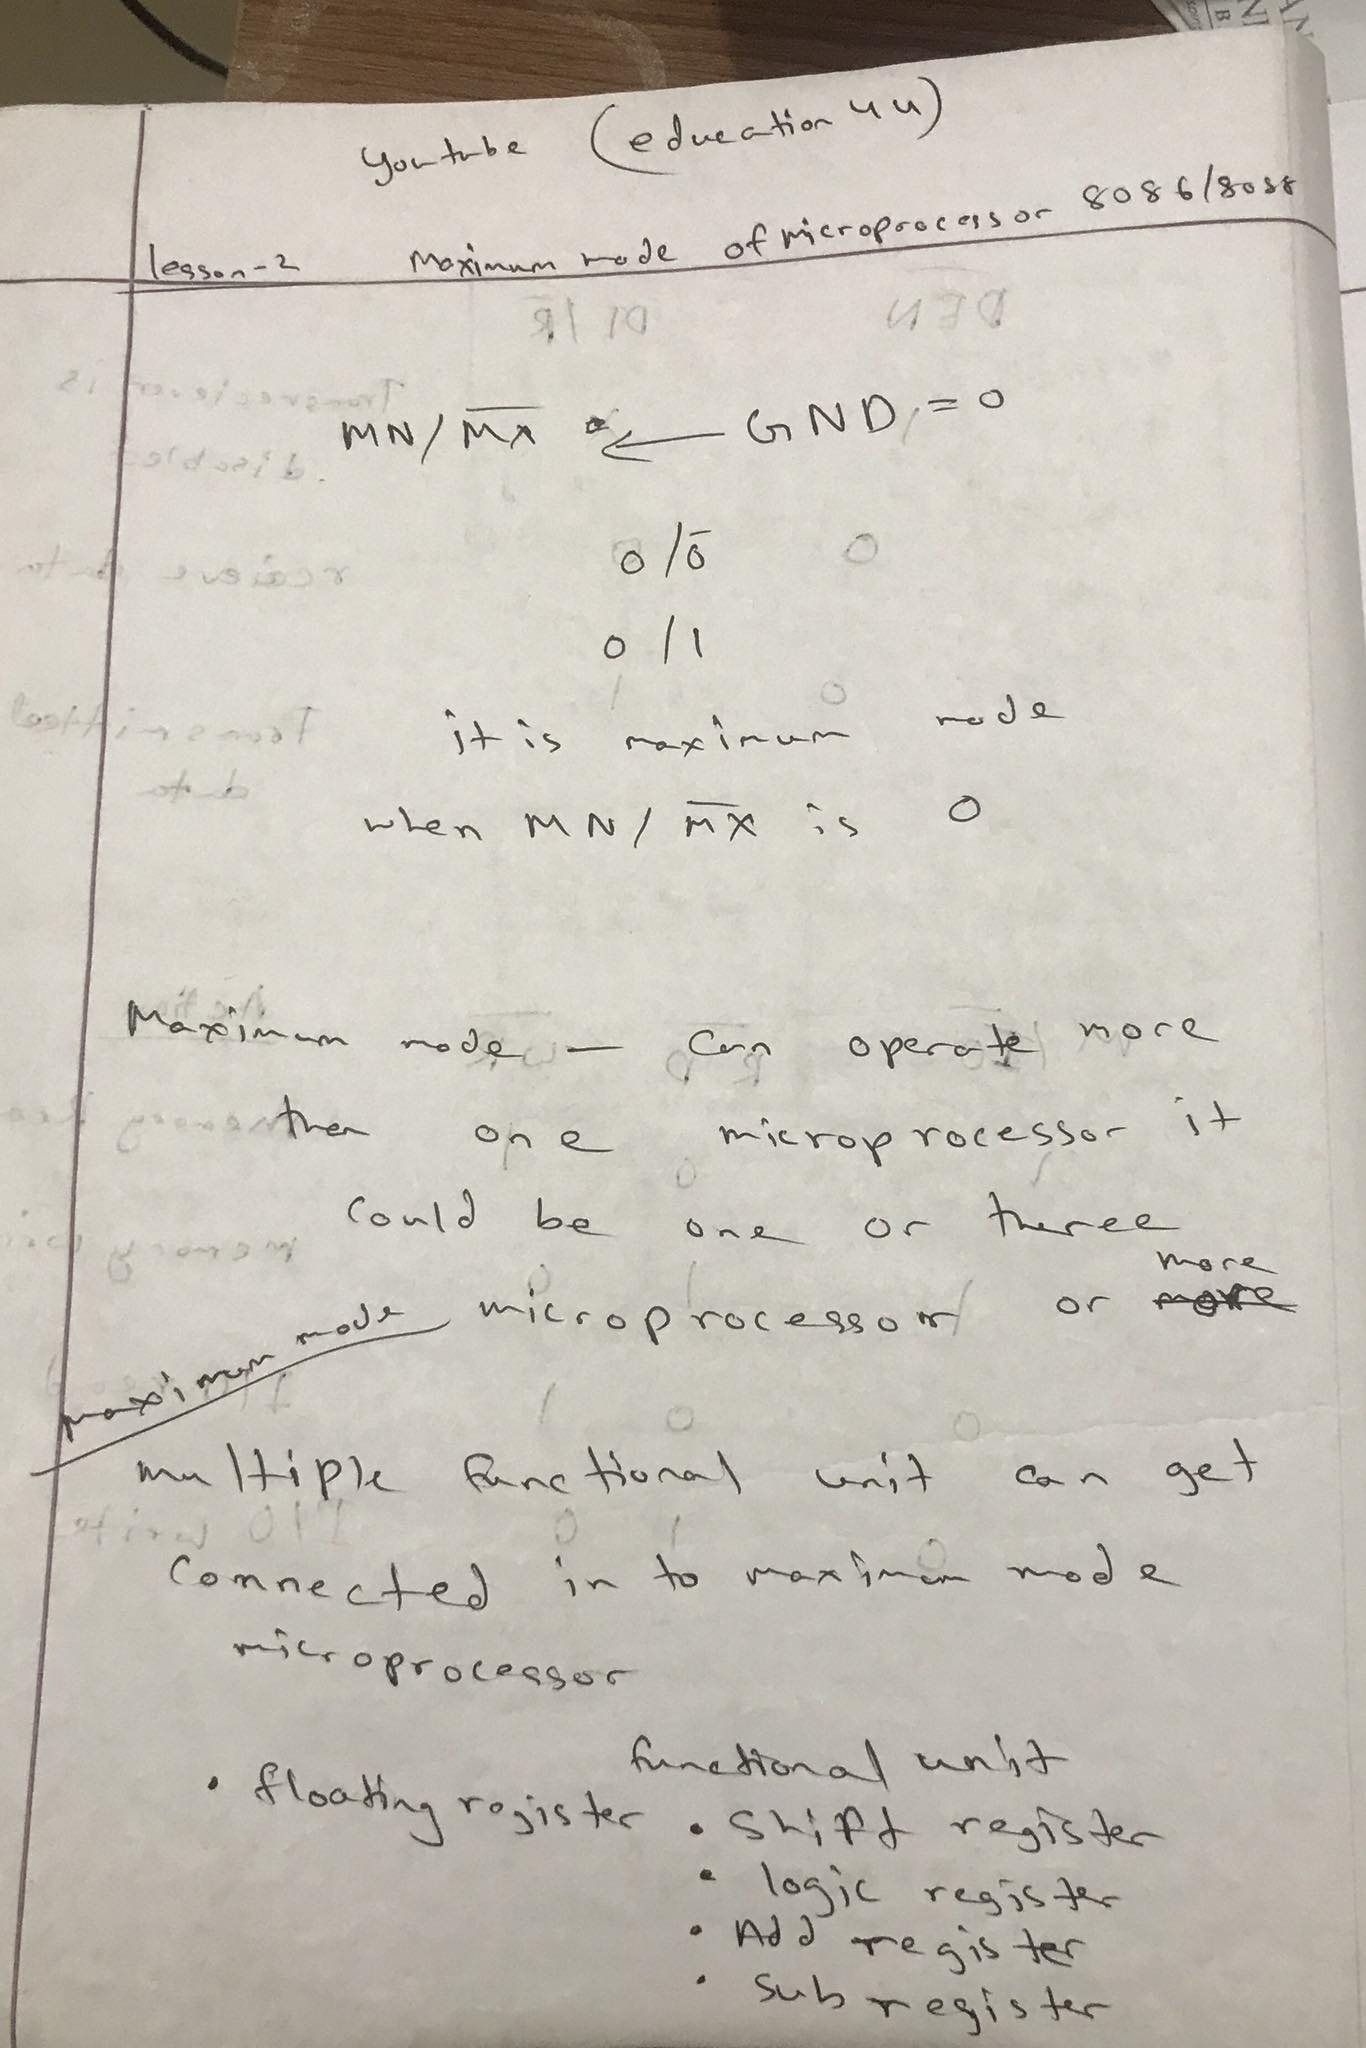 youtube (education 4u)
lesson-2 Maximum mode of microprocessor 8086/8088
MN/M̅X̅ ← GND = 0
0/0̅
0/1
it is maximum mode
when MN/M̅X̅ is 0
Maximum mode — can operate more
then one microprocessor it
could be one or theree
more
maximum mode microprocessor or more
multiple functional unit can get
connected in to maximum mode
microprocessor
functional unit
• floating register • shift register
• logic register
• Add register
• sub register